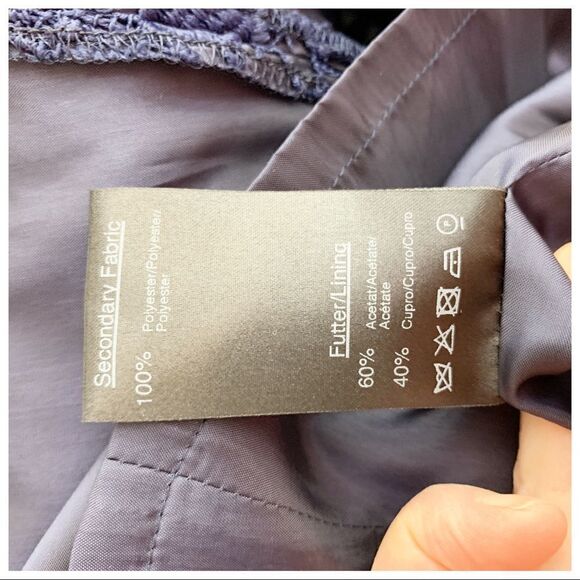 Secondary Fabric
100% Polyester/Polyester/
Polyester
Futter/Lining
60% Acetat/Acetate/
Acétate
40% Cupro/Cupro/Cupro
P